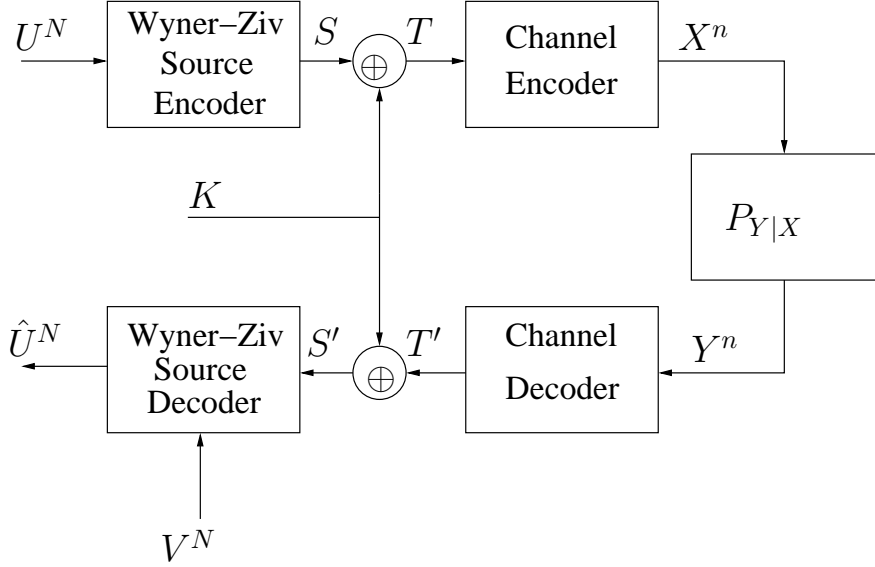 U^N
Wyner–Ziv
Source
Encoder
S
⊕
T
Channel
Encoder
X^n
K
P_{Y|X}
Û^N
Wyner–Ziv
Source
Decoder
S′
⊕
T′
Channel
Decoder
Y^n
V^N